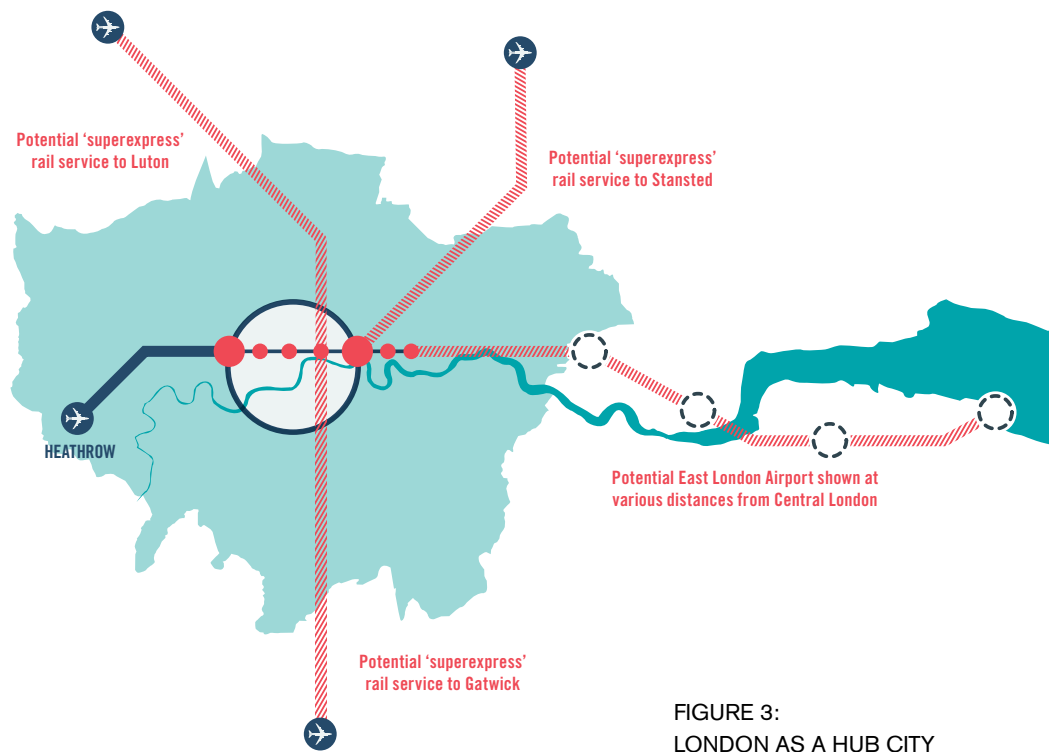 Potential ‘superexpress’
rail service to Luton
Potential ‘superexpress’
rail service to Stansted
HEATHROW
Potential East London Airport shown at
various distances from Central London
Potential ‘superexpress’
rail service to Gatwick
FIGURE 3:
LONDON AS A HUB CITY